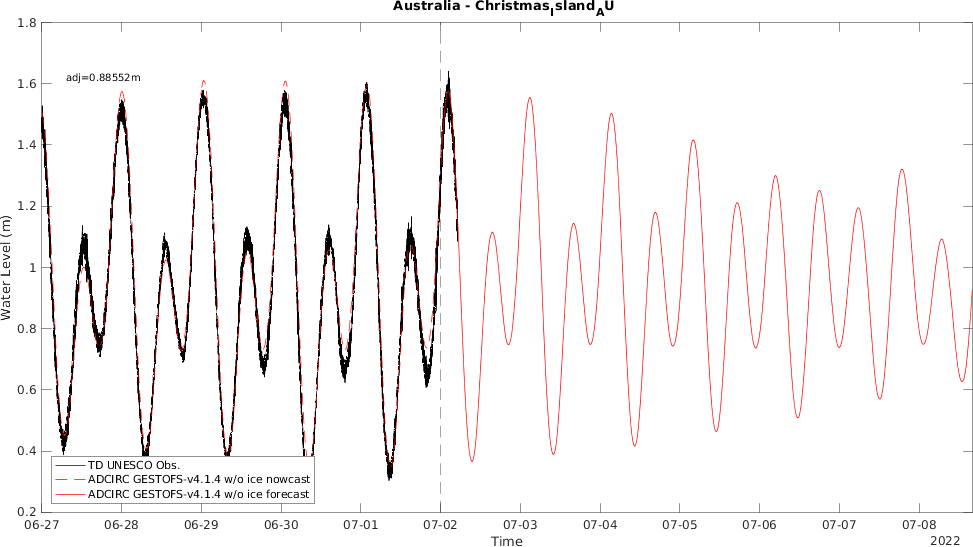 Australia - ChristmasIslandAU
1.8
1.6
1.4
1.2
1
0.8
0.6
0.4
0.2
Water Level (m)
adj=0.88552m
TD UNESCO Obs.
ADCIRC GESTOFS-v4.1.4 w/o ice nowcast
ADCIRC GESTOFS-v4.1.4 w/o ice forecast
06-27 06-28 06-29 06-30 07-01 07-02 07-03 07-04 07-05 07-06 07-07 07-08
Time
2022